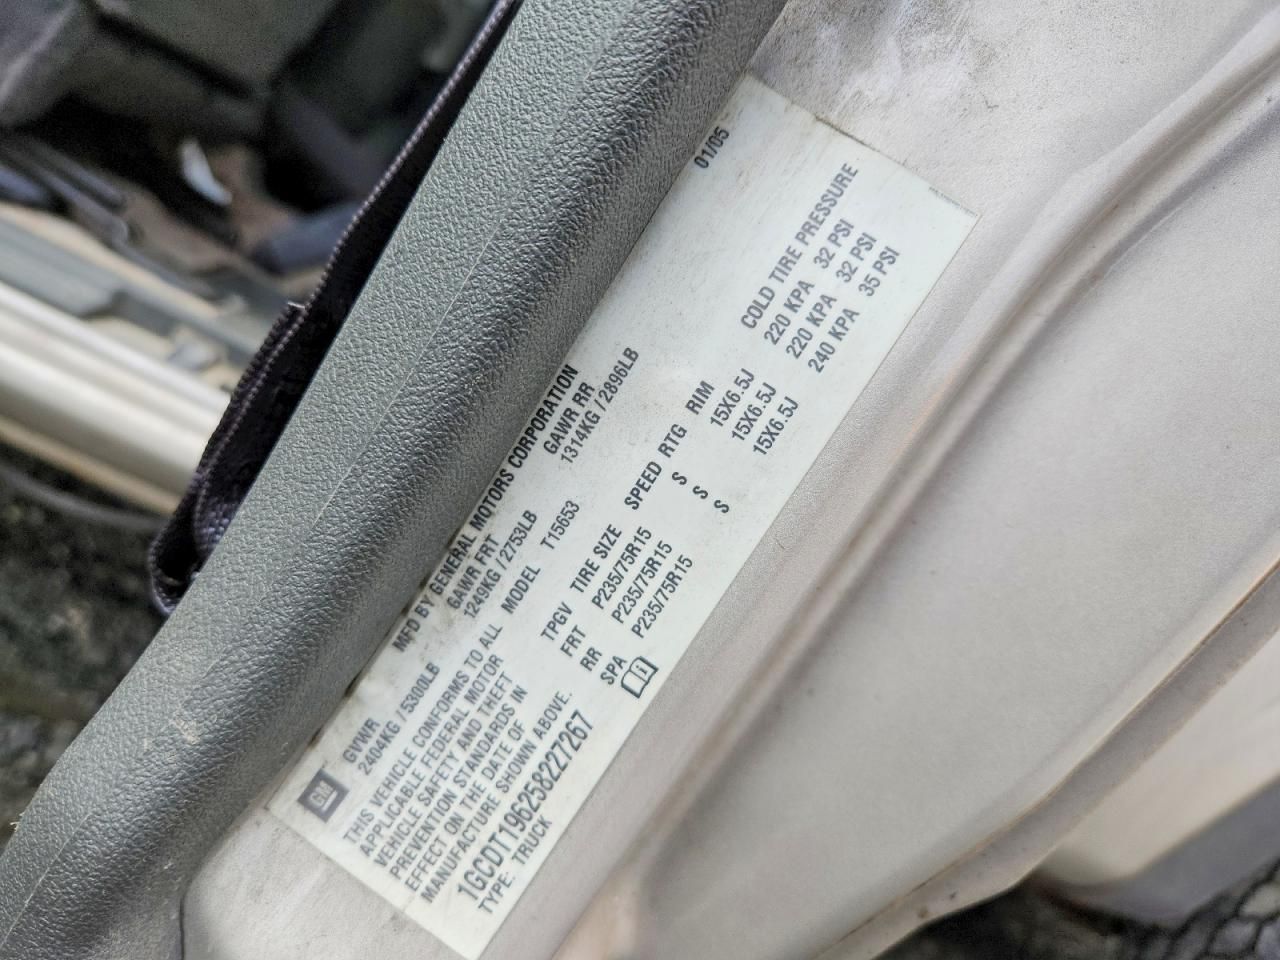 GM
MFD BY GENERAL MOTORS CORPORATION 01/05
GVWR GAWR FRT GAWR RR
2404KG / 5300LB 1249KG / 2753LB 1314KG / 2896LB
THIS VEHICLE CONFORMS TO ALL
APPLICABLE FEDERAL MOTOR
VEHICLE SAFETY AND THEFT
PREVENTION STANDARDS IN
EFFECT ON THE DATE OF
MANUFACTURE SHOWN ABOVE.
1GCDT196258227267
TYPE: TRUCK
MODEL T15653
TPGV TIRE SIZE SPEED RTG RIM COLD TIRE PRESSURE
FRT P235/75R15 S 15X6.5J 220 KPA 32 PSI
RR P235/75R15 S 15X6.5J 220 KPA 32 PSI
SPA P235/75R15 S 15X6.5J 240 KPA 35 PSI